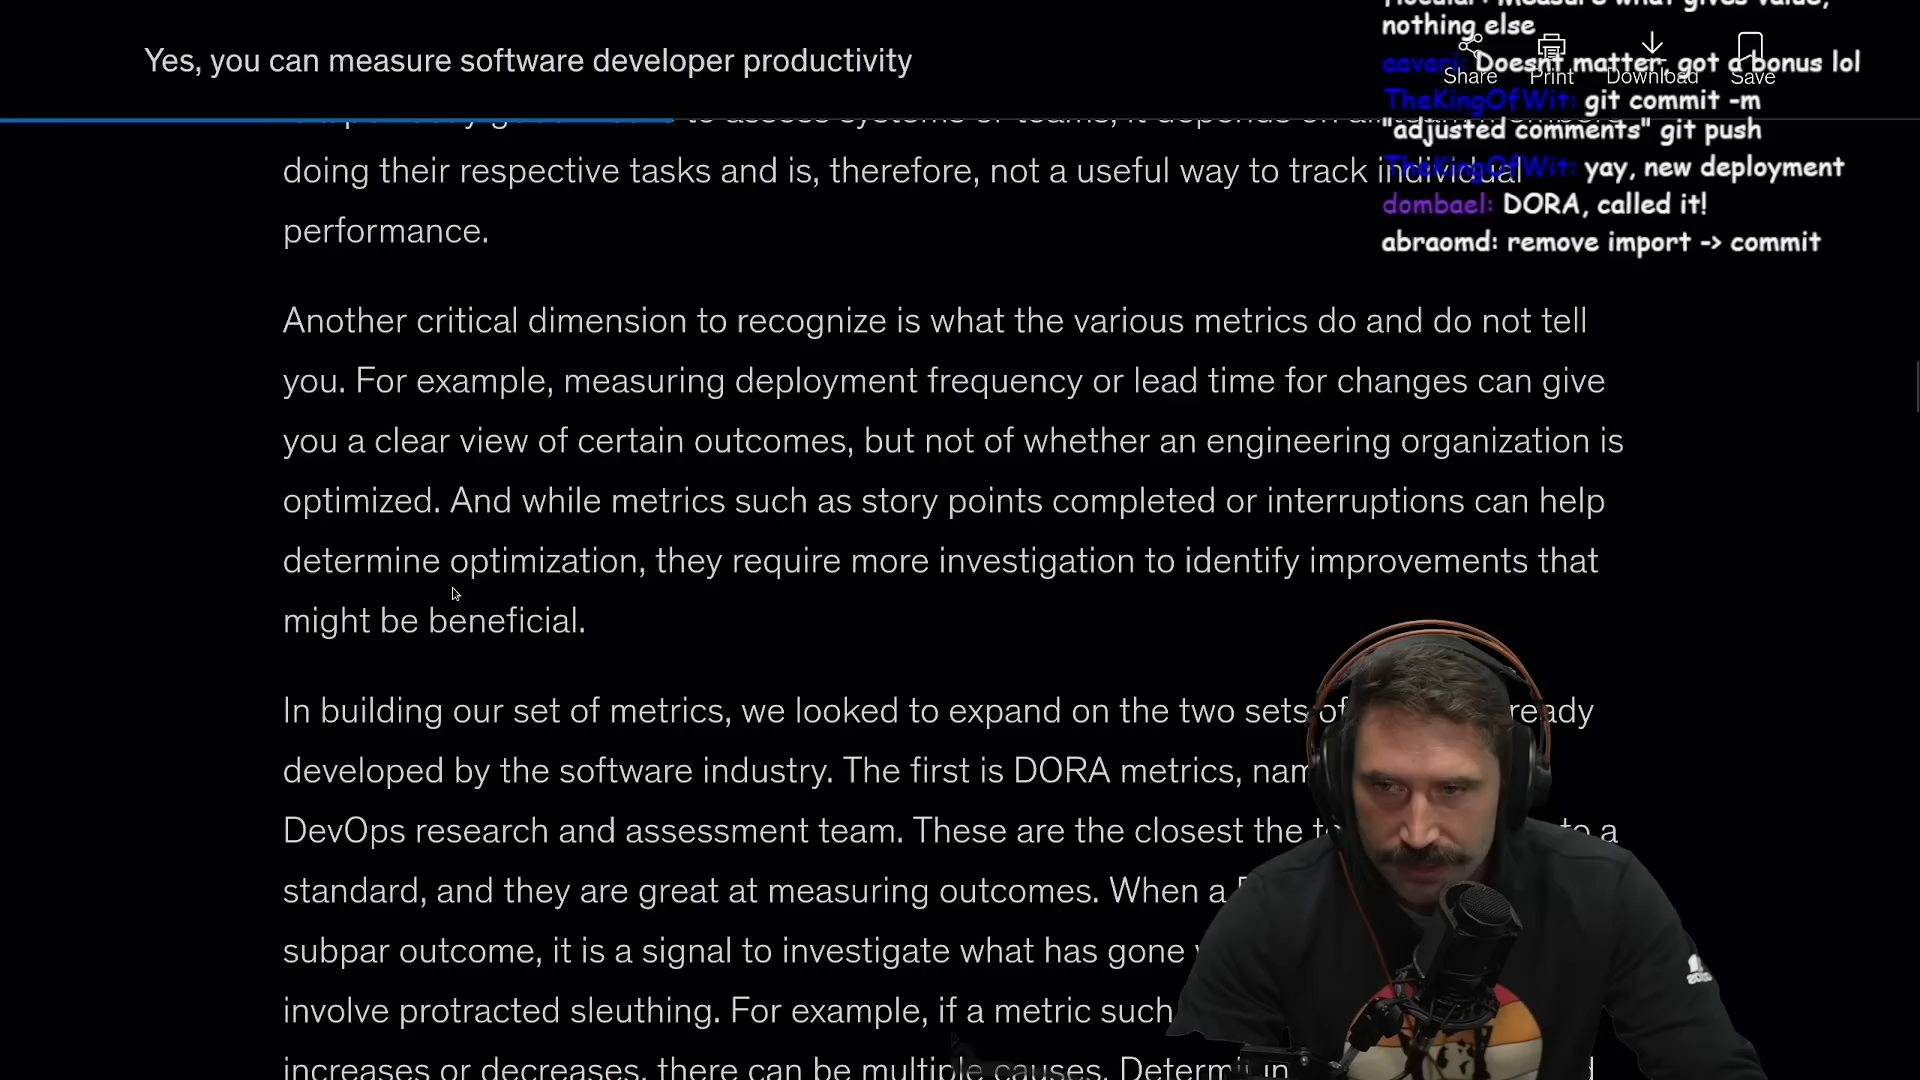 Yes, you can measure software developer productivity
Share
Print
Download
Save
nothing else
aavari: Doesnt matter, got a bonus lol
TheKingOfWit: git commit -m
"adjusted comments" git push
TheKingOfWit: yay, new deployment
dombael: DORA, called it!
abraomd: remove import -> commit
doing their respective tasks and is, therefore, not a useful way to track individual
performance.
Another critical dimension to recognize is what the various metrics do and do not tell
you. For example, measuring deployment frequency or lead time for changes can give
you a clear view of certain outcomes, but not of whether an engineering organization is
optimized. And while metrics such as story points completed or interruptions can help
determine optimization, they require more investigation to identify improvements that
might be beneficial.
In building our set of metrics, we looked to expand on the two sets of
developed by the software industry. The first is DORA metrics,
DevOps research and assessment team. These are the closest the to a
standard, and they are great at measuring outcomes. When a
subpar outcome, it is a signal to investigate what has gone
involve protracted sleuthing. For example, if a metric such
increases or decreases, there can be multiple causes.